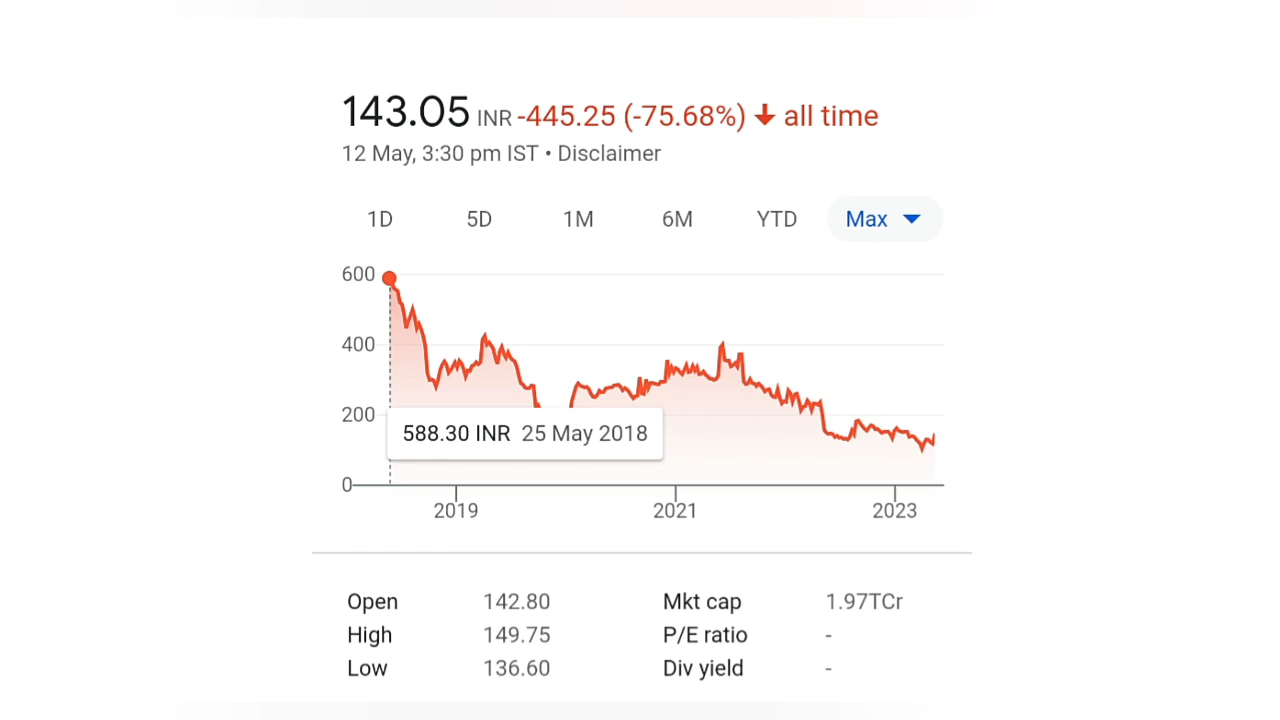 143.05 INR -445.25 (-75.68%) ↓ all time
12 May, 3:30 pm IST • Disclaimer
1D 5D 1M 6M YTD Max
600
400
200
588.30 INR 25 May 2018
0
2019 2021 2023
Open 142.80 Mkt cap 1.97TCr
High 149.75 P/E ratio -
Low 136.60 Div yield -